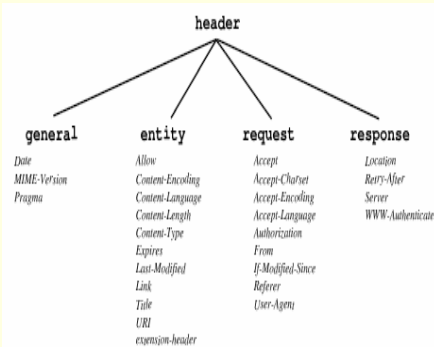 header
general
entity
request
response
Date
MIME-Version
Pragma
Allow
Content-Encoding
Content-Language
Content-Length
Content-Type
Expires
Last-Modified
Link
Title
URI
extension-header
Accept
Accept-Charset
Accept-Encoding
Accept-Language
Authorization
From
If-Modified-Since
Referer
User-Agent
Location
Retry-After
Server
WWW-Authenticate